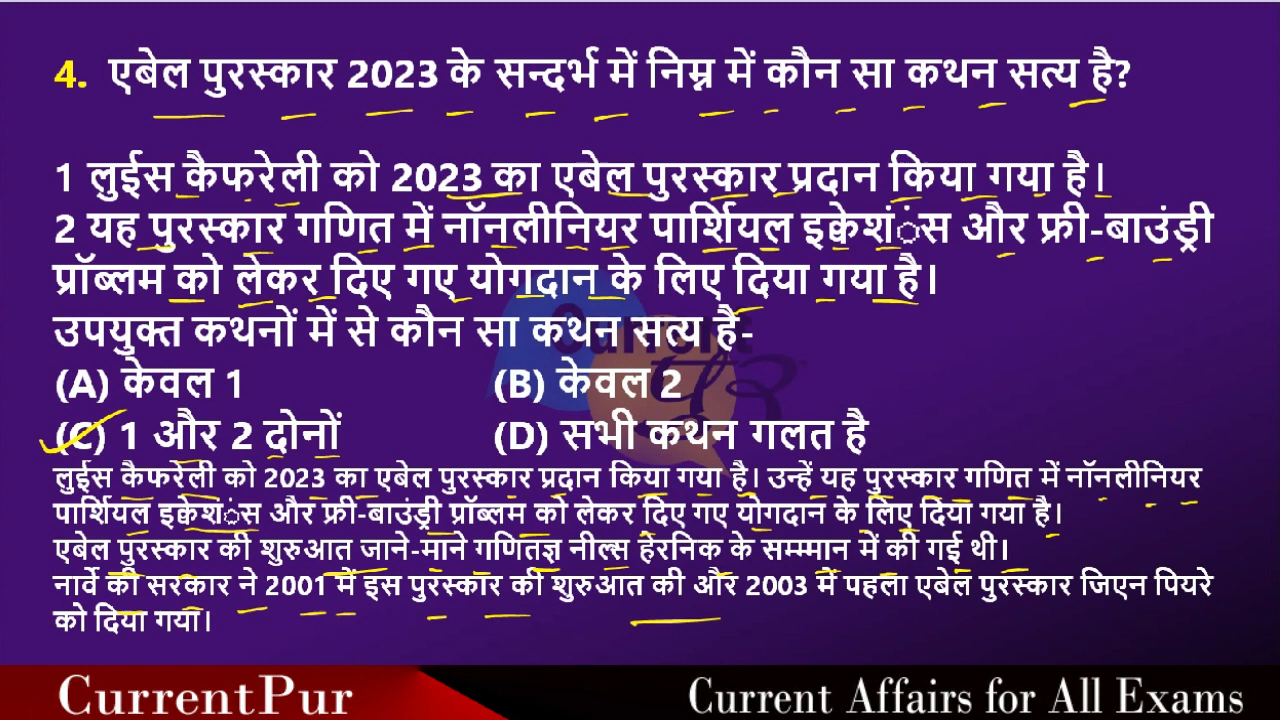 4. एबेल पुरस्कार 2023 के सन्दर्भ में निम्न में कौन सा कथन सत्य है?
1 लुईस कैफरेली को 2023 का एबेल पुरस्कार प्रदान किया गया है।
2 यह पुरस्कार गणित में नॉनलीनियर पार्शियल इक्वेशंंस और फ्री-बाउंड्री
प्रॉब्लम को लेकर दिए गए योगदान के लिए दिया गया है।
उपयुक्त कथनों में से कौन सा कथन सत्य है-
(A) केवल 1 (B) केवल 2
(C) 1 और 2 दोनों (D) सभी कथन गलत है
लुईस कैफरेली को 2023 का एबेल पुरस्कार प्रदान किया गया है। उन्हें यह पुरस्कार गणित में नॉनलीनियर
पार्शियल इक्वेशंंस और फ्री-बाउंड्री प्रॉब्लम को लेकर दिए गए योगदान के लिए दिया गया है।
एबेल पुरस्कार की शुरुआत जाने-माने गणितज्ञ नील्स हेरनिक के सम्म्मान में की गई थी।
नार्वे की सरकार ने 2001 में इस पुरस्कार की शुरुआत की और 2003 में पहला एबेल पुरस्कार जिएन पियरे
को दिया गया।
Current पुर
CurrentPur Current Affairs for All Exams